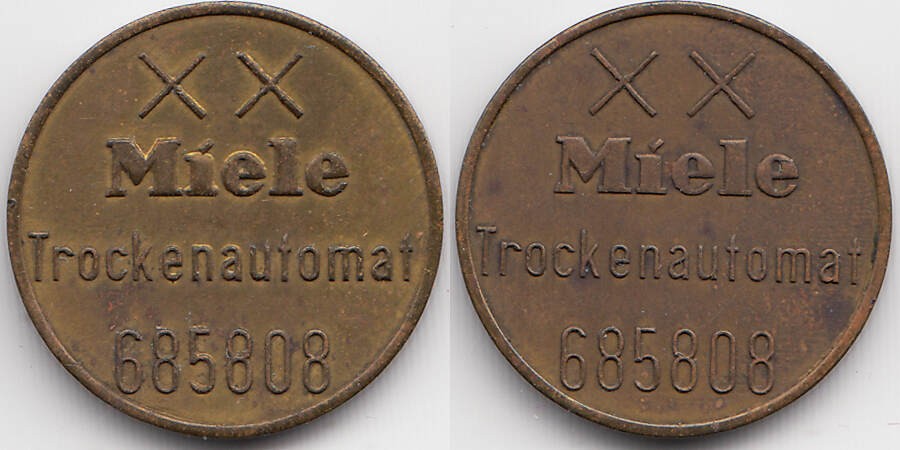 XX
Miele
Trockenautomat
685808
XX
Miele
Trockenautomat
685808